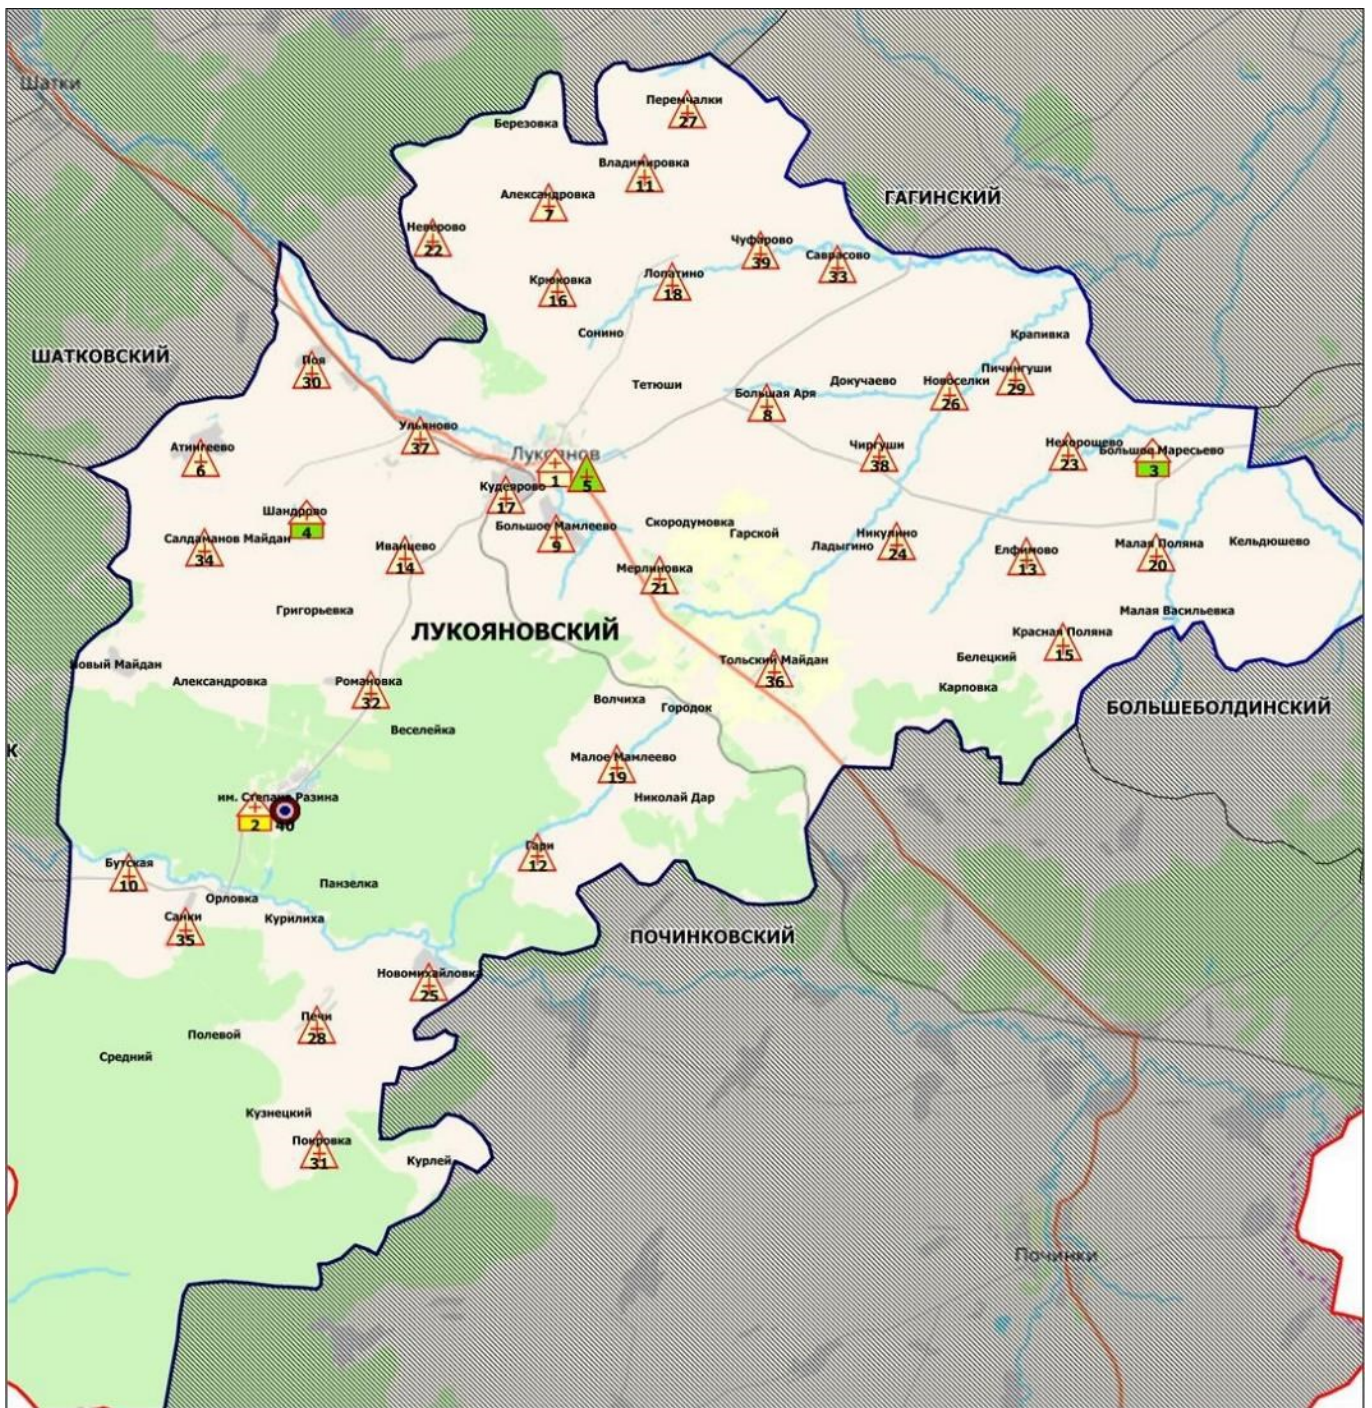 Шатки
Перемчалки
27
Березовка
Владимировка
11
Александровка
7
ГАГИНСКИЙ
Неверово
22
Чуфарово
39
Саврасово
33
Крюковка
16
Лопатино
18
Сонино
Крапивка
ШАТКОВСКИЙ
Поя
30
Тетюши
Докучаево
Пичингуши
29
Новоселки
26
Большая Аря
8
Ульяново
37
Атингеево
6
Лукоянов
1
5
Чиргуши
38
Нехорошево
23
Большое Маресьево
3
Кудеярово
17
Шандрово
4
Большое Мамлеево
9
Скородумовка
Гарской
Салдаманов Майдан
34
Иванцево
14
Никулино
24
Ладыгино
Елфимово
13
Малая Поляна
20
Кельдюшево
Мерлиновка
21
Григорьевка
Малая Васильевка
ЛУКОЯНОВСКИЙ
Красная Поляна
15
Белецкий
Новый Майдан
Тольский Майдан
36
Александровка
Романовка
32
Карповка
Волчиха
Городок
БОЛЬШЕБОЛДИНСКИЙ
Веселейка
К
Малое Мамлеево
19
Николай Дар
им. Степана Разина
2
40
Гари
12
Бутская
10
Панзелка
Орловка
Санки
35
Курилиха
ПОЧИНКОВСКИЙ
Новомихайловка
25
Печи
28
Полевой
Средний
Кузнецкий
Покровка
31
Курлей
Починки